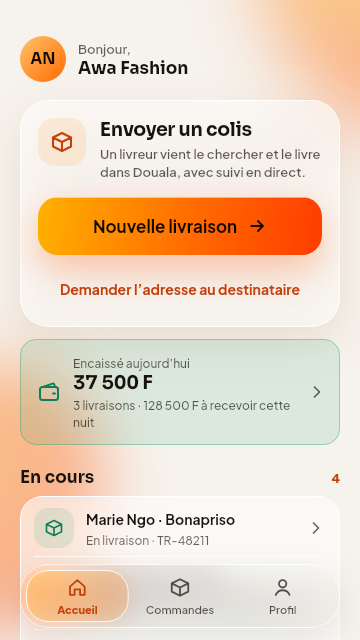 AN
Bonjour,
Awa Fashion
Envoyer un colis
Un livreur vient le chercher et le livre
dans Douala, avec suivi en direct.
Nouvelle livraison →
Demander l’adresse au destinataire
Encaissé aujourd’hui
37 500 F
3 livraisons · 128 500 F à recevoir cette
nuit
En cours
4
Marie Ngo · Bonapriso
En livraison · TR-48211
Accueil
Commandes
Profil